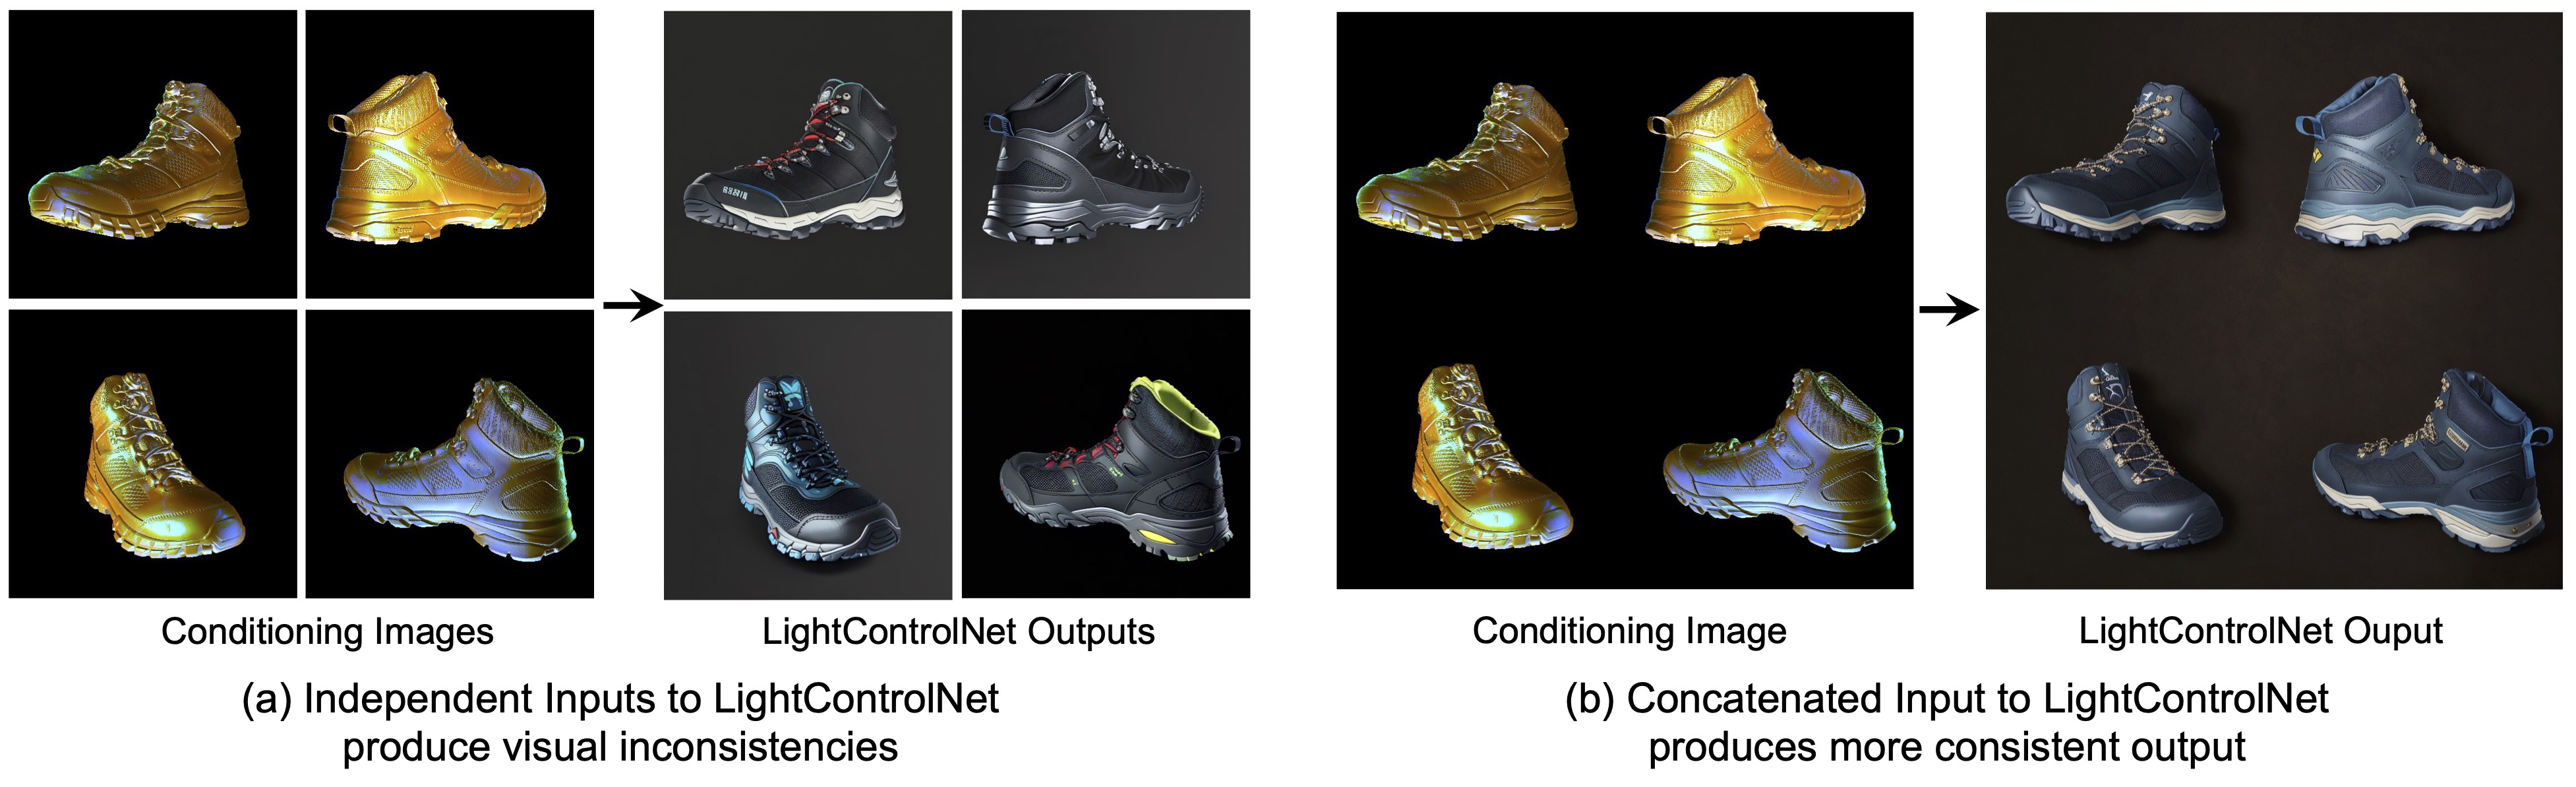 Conditioning Images
LightControlNet Outputs
(a) Independent Inputs to LightControlNet
produce visual inconsistencies
Conditioning Image
LightControlNet Ouput
(b) Concatenated Input to LightControlNet
produces more consistent output